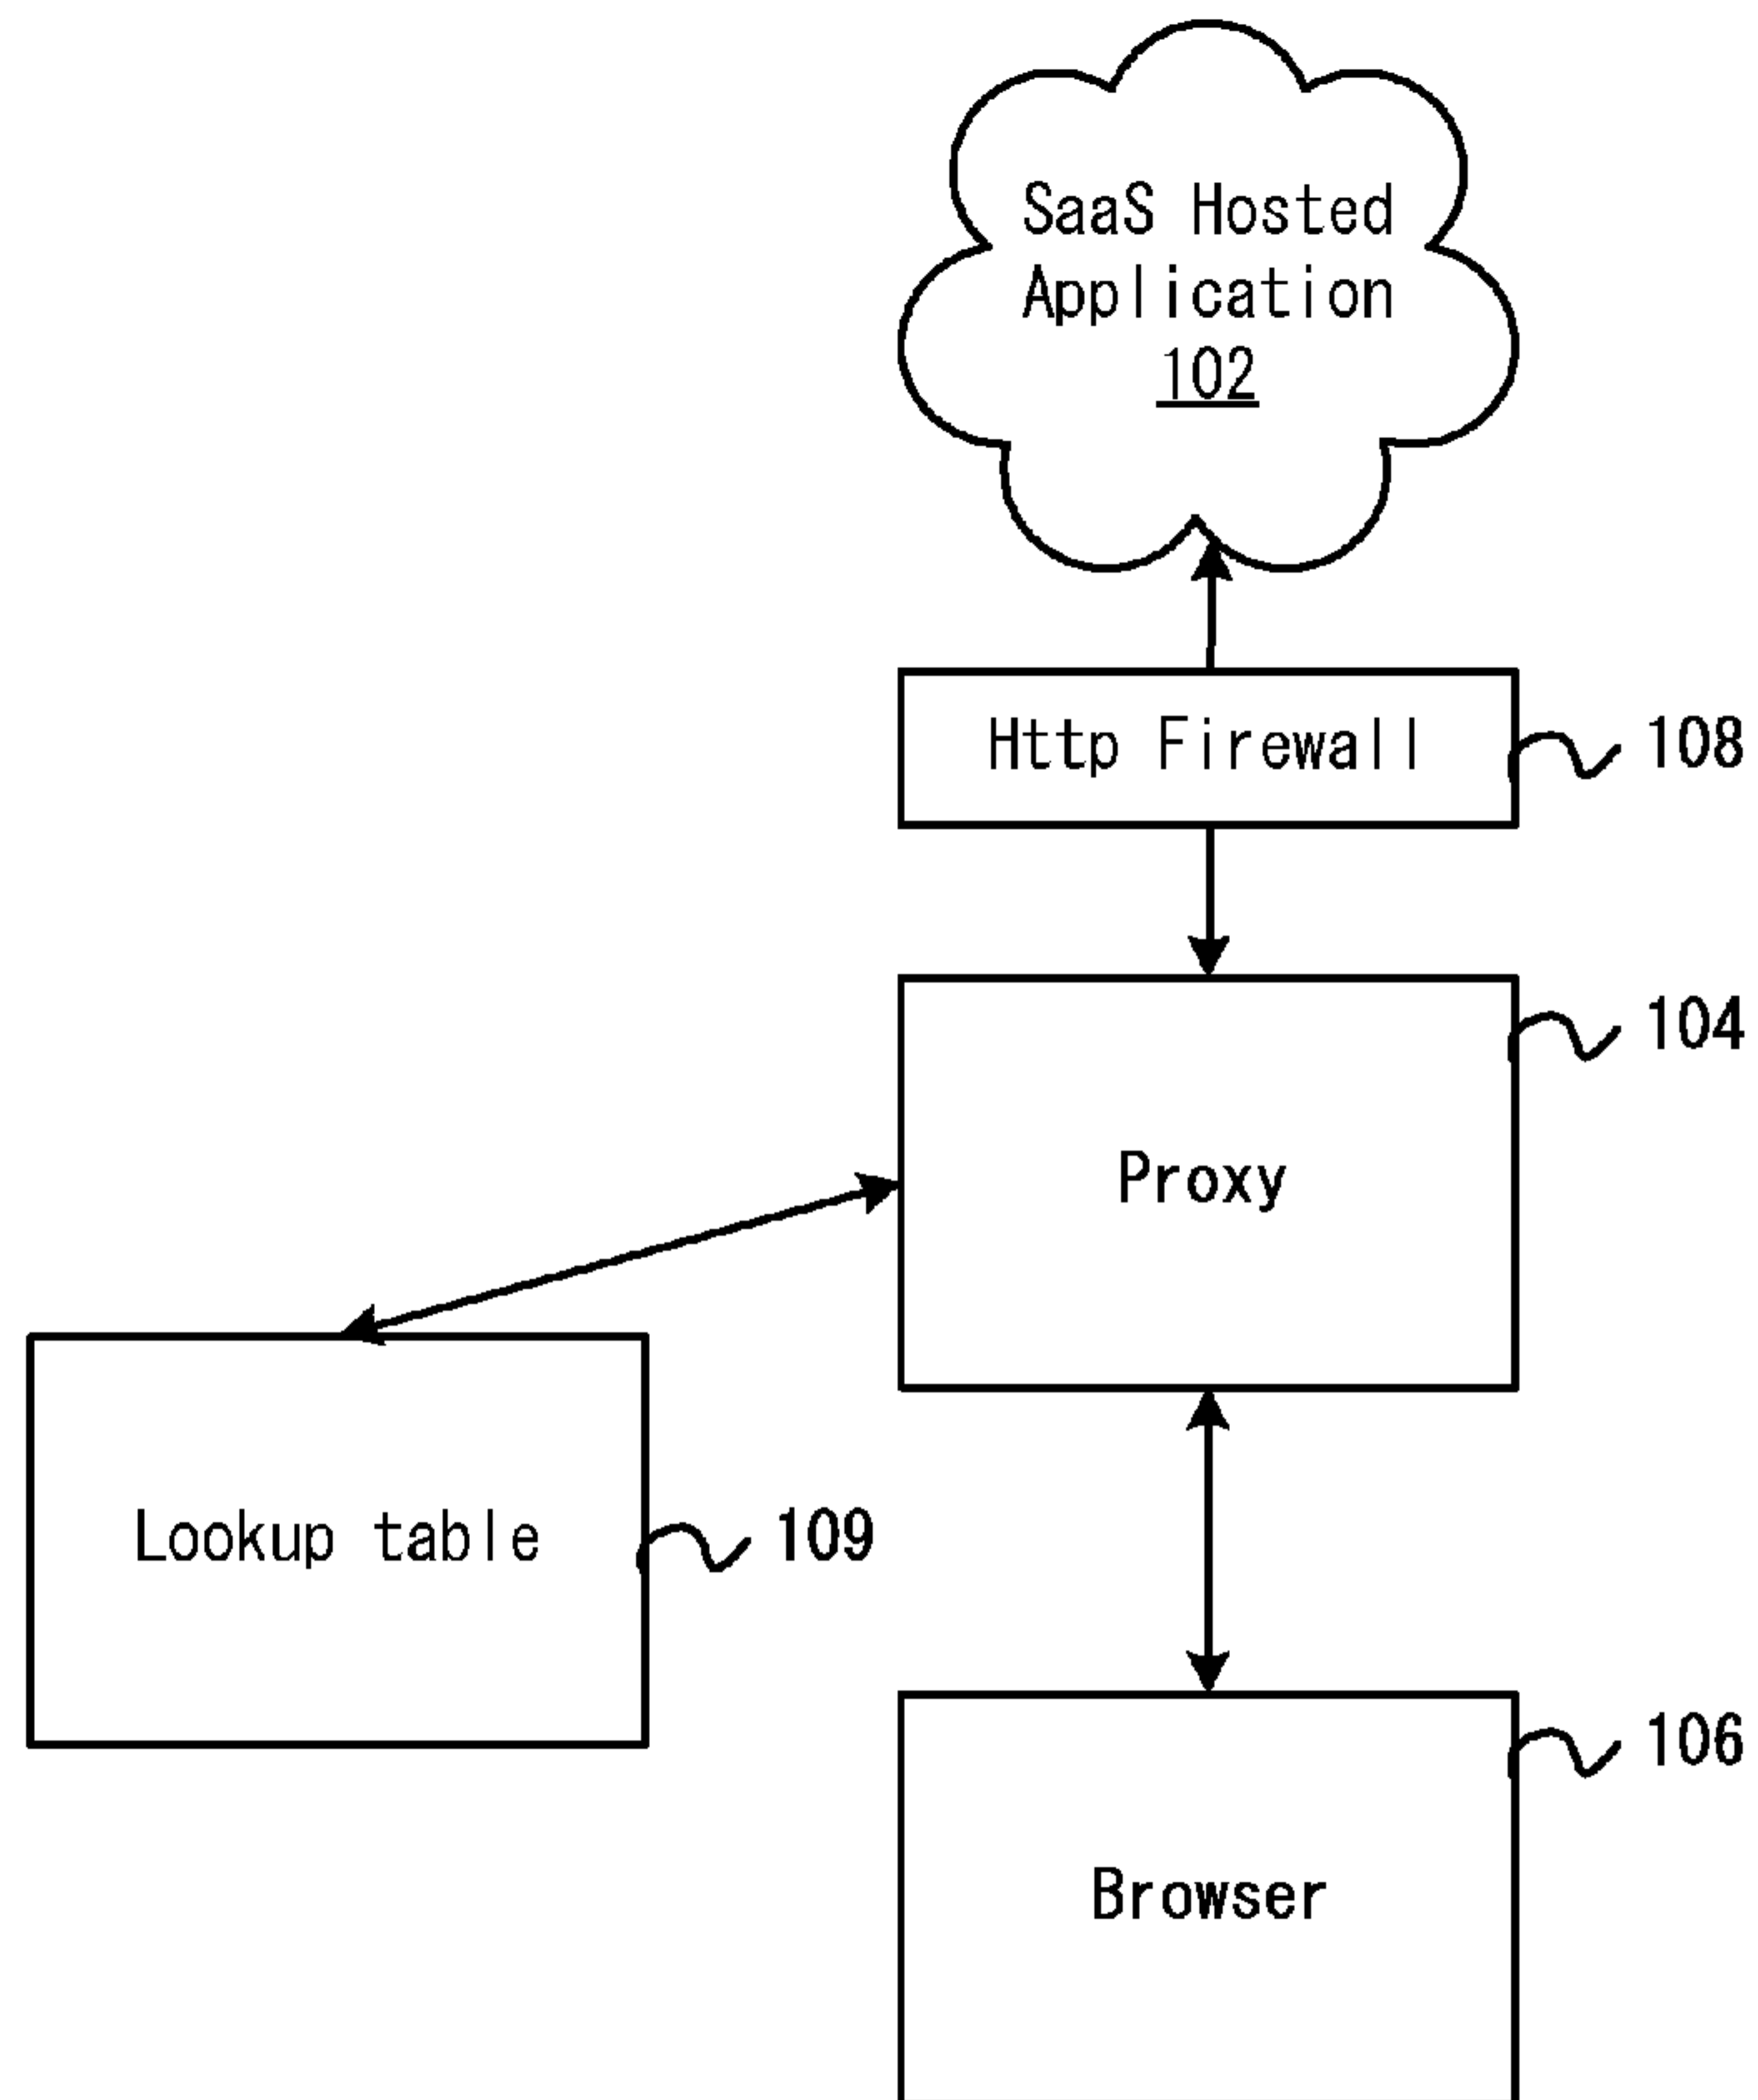 SaaS Hosted
Application
102
Http Firewall
108
104
Proxy
Lookup table
109
106
Browser